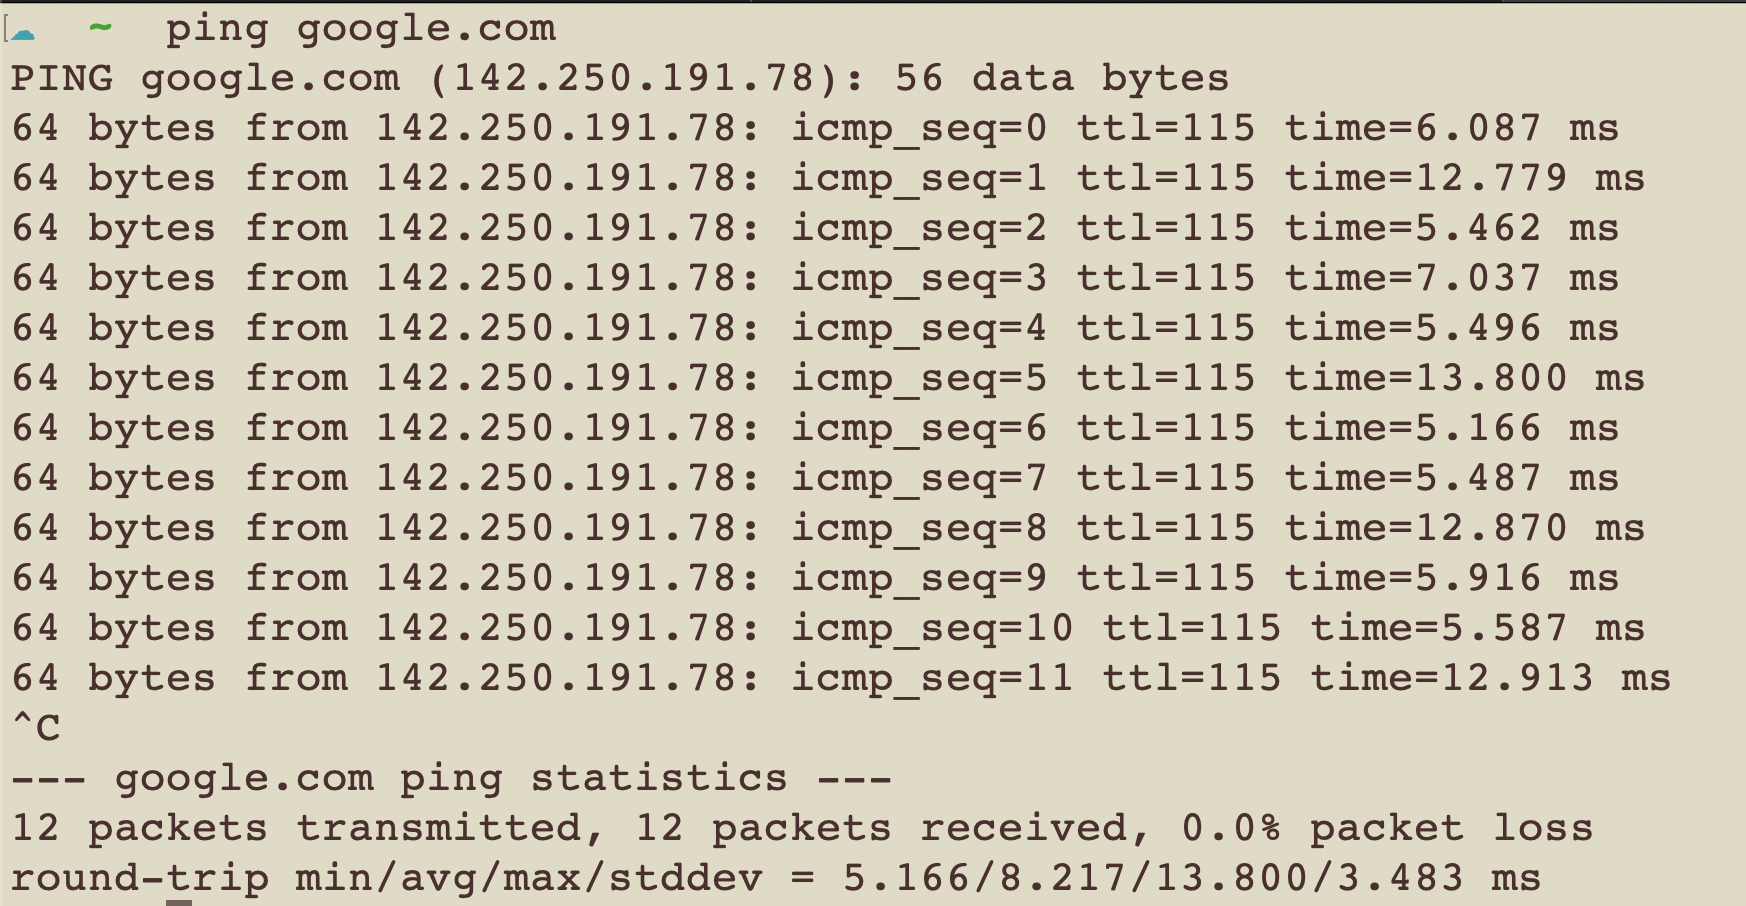 ~ ping google.com
PING google.com (142.250.191.78): 56 data bytes
64 bytes from 142.250.191.78: icmp_seq=0 ttl=115 time=6.087 ms
64 bytes from 142.250.191.78: icmp_seq=1 ttl=115 time=12.779 ms
64 bytes from 142.250.191.78: icmp_seq=2 ttl=115 time=5.462 ms
64 bytes from 142.250.191.78: icmp_seq=3 ttl=115 time=7.037 ms
64 bytes from 142.250.191.78: icmp_seq=4 ttl=115 time=5.496 ms
64 bytes from 142.250.191.78: icmp_seq=5 ttl=115 time=13.800 ms
64 bytes from 142.250.191.78: icmp_seq=6 ttl=115 time=5.166 ms
64 bytes from 142.250.191.78: icmp_seq=7 ttl=115 time=5.487 ms
64 bytes from 142.250.191.78: icmp_seq=8 ttl=115 time=12.870 ms
64 bytes from 142.250.191.78: icmp_seq=9 ttl=115 time=5.916 ms
64 bytes from 142.250.191.78: icmp_seq=10 ttl=115 time=5.587 ms
64 bytes from 142.250.191.78: icmp_seq=11 ttl=115 time=12.913 ms
^C
--- google.com ping statistics ---
12 packets transmitted, 12 packets received, 0.0% packet loss
round-trip min/avg/max/stddev = 5.166/8.217/13.800/3.483 ms